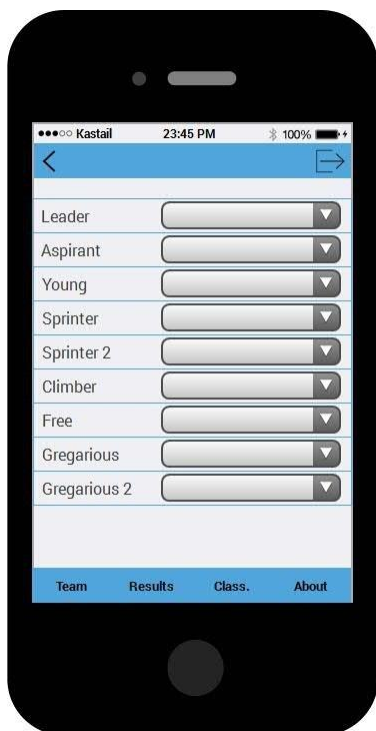 Kastail 23:45 PM 100%
Leader
Aspirant
Young
Sprinter
Sprinter 2
Climber
Free
Gregarious
Gregarious 2
Team Results Class. About